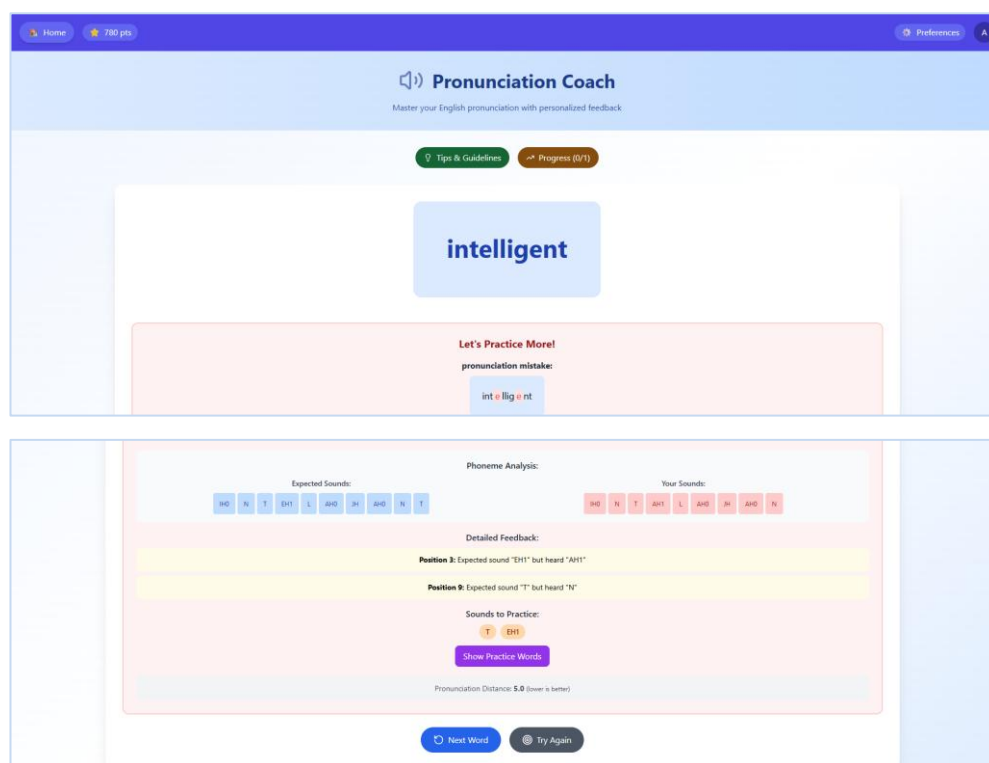 Home 780 pts Preferences A
Pronunciation Coach
Master your English pronunciation with personalized feedback
Tips & Guidelines Progress (0/1)
intelligent
Let's Practice More!
pronunciation mistake:
int e llig e nt
Phoneme Analysis:
Expected Sounds: Your Sounds:
IH0 N T EH1 L AH0 JH AH0 N T IH0 N T AH1 L AH0 JH AH0 N
Detailed Feedback:
Position 3: Expected sound "EH1" but heard "AH1"
Position 9: Expected sound "T" but heard "N"
Sounds to Practice:
T EH1
Show Practice Words
Pronunciation Distance: 5.0 (lower is better)
Next Word Try Again